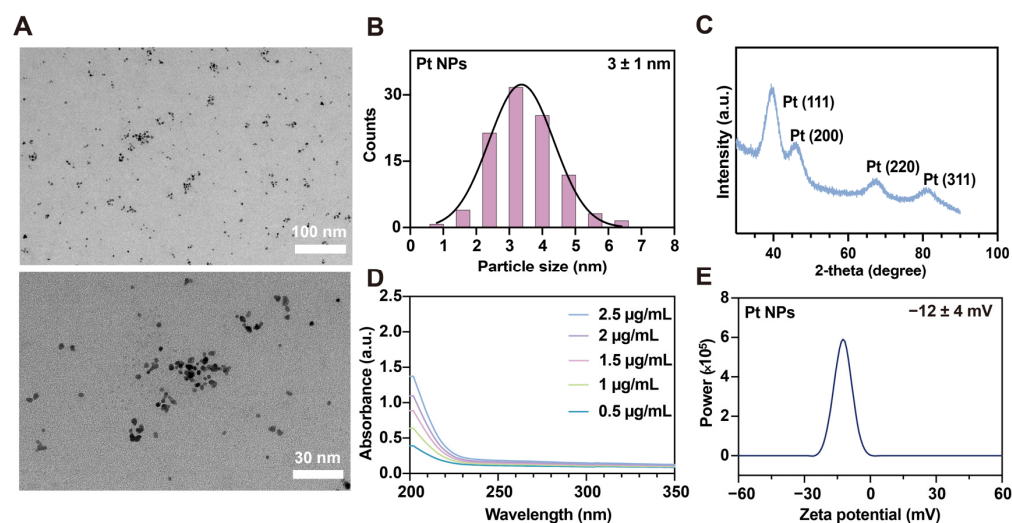 A
100 nm
30 nm
B
Pt NPs
3 ± 1 nm
Counts
30
15
0
0 1 2 3 4 5 6 7 8
Particle size (nm)
C
Intensity (a.u.)
Pt (111)
Pt (200)
Pt (220)
Pt (311)
40 60 80 100
2-theta (degree)
D
Absorbance (a.u.)
2.5
2.0
1.5
1.0
0.5
0.0
2.5 µg/mL
2 µg/mL
1.5 µg/mL
1 µg/mL
0.5 µg/mL
200 250 300 350
Wavelength (nm)
E
Pt NPs
−12 ± 4 mV
Power (×10⁵)
8
6
4
2
0
−60 −30 0 30 60
Zeta potential (mV)